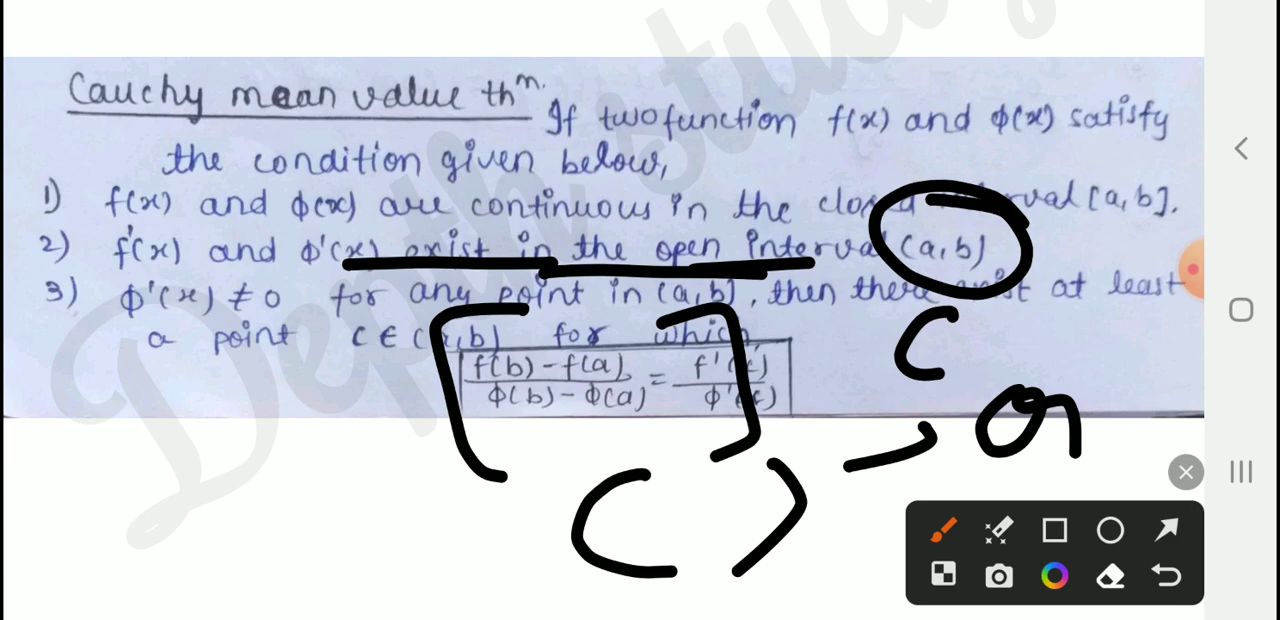 Cauchy mean value thᵐ. If two function f(x) and ϕ(x) satisfy
the condition given below,
1) f(x) and ϕ(x) are continuous in the closed interval [a,b].
2) f'(x) and ϕ'(x) exist in the open interval (a,b)
3) ϕ'(x) ≠ 0 for any point in (a,b), then there exist at least
a point c ∈ (a,b) for which
f(b) - f(a) / ϕ(b) - ϕ(a) = f'(c) / ϕ'(c)
Depth study